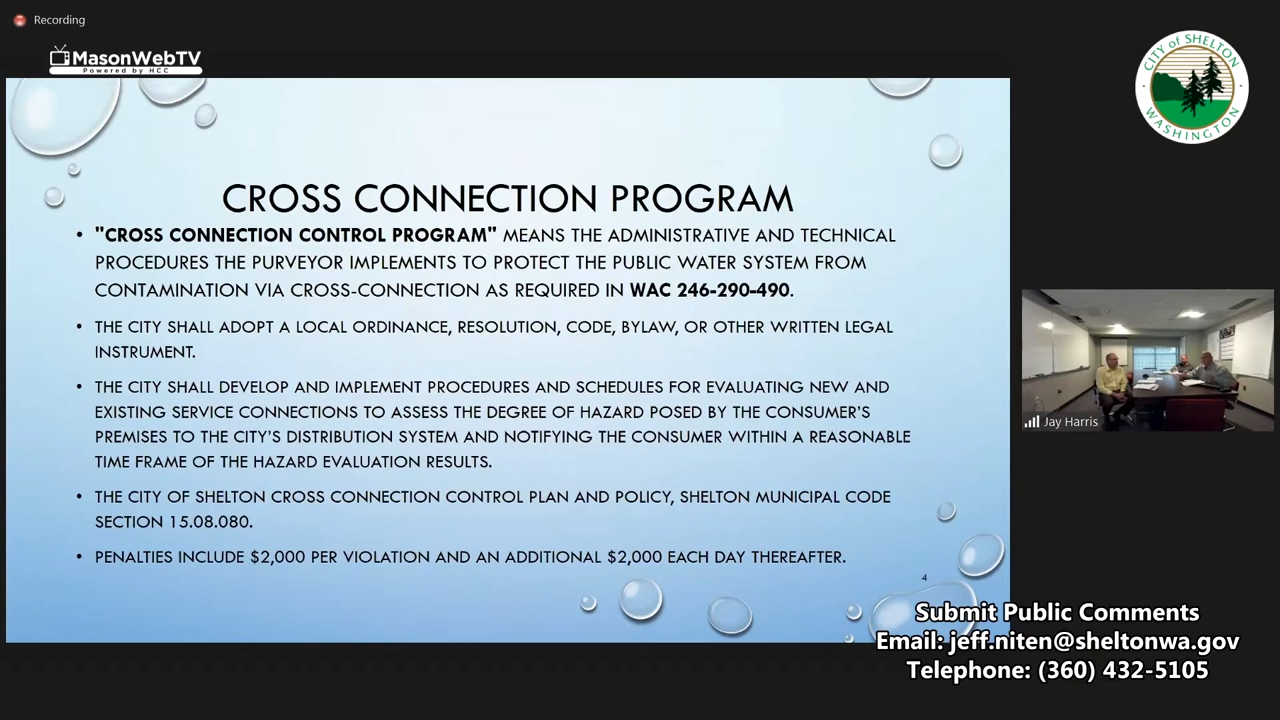 Recording
MasonWebTV
Powered by HCC
CITY OF SHELTON
WASHINGTON
CROSS CONNECTION PROGRAM
• "CROSS CONNECTION CONTROL PROGRAM" MEANS THE ADMINISTRATIVE AND TECHNICAL
PROCEDURES THE PURVEYOR IMPLEMENTS TO PROTECT THE PUBLIC WATER SYSTEM FROM
CONTAMINATION VIA CROSS-CONNECTION AS REQUIRED IN WAC 246-290-490.
• THE CITY SHALL ADOPT A LOCAL ORDINANCE, RESOLUTION, CODE, BYLAW, OR OTHER WRITTEN LEGAL
INSTRUMENT.
• THE CITY SHALL DEVELOP AND IMPLEMENT PROCEDURES AND SCHEDULES FOR EVALUATING NEW AND
EXISTING SERVICE CONNECTIONS TO ASSESS THE DEGREE OF HAZARD POSED BY THE CONSUMER'S
PREMISES TO THE CITY'S DISTRIBUTION SYSTEM AND NOTIFYING THE CONSUMER WITHIN A REASONABLE
TIME FRAME OF THE HAZARD EVALUATION RESULTS.
• THE CITY OF SHELTON CROSS CONNECTION CONTROL PLAN AND POLICY, SHELTON MUNICIPAL CODE
SECTION 15.08.080.
• PENALTIES INCLUDE $2,000 PER VIOLATION AND AN ADDITIONAL $2,000 EACH DAY THEREAFTER.
4
Jay Harris
Submit Public Comments
Email: jeff.niten@sheltonwa.gov
Telephone: (360) 432-5105